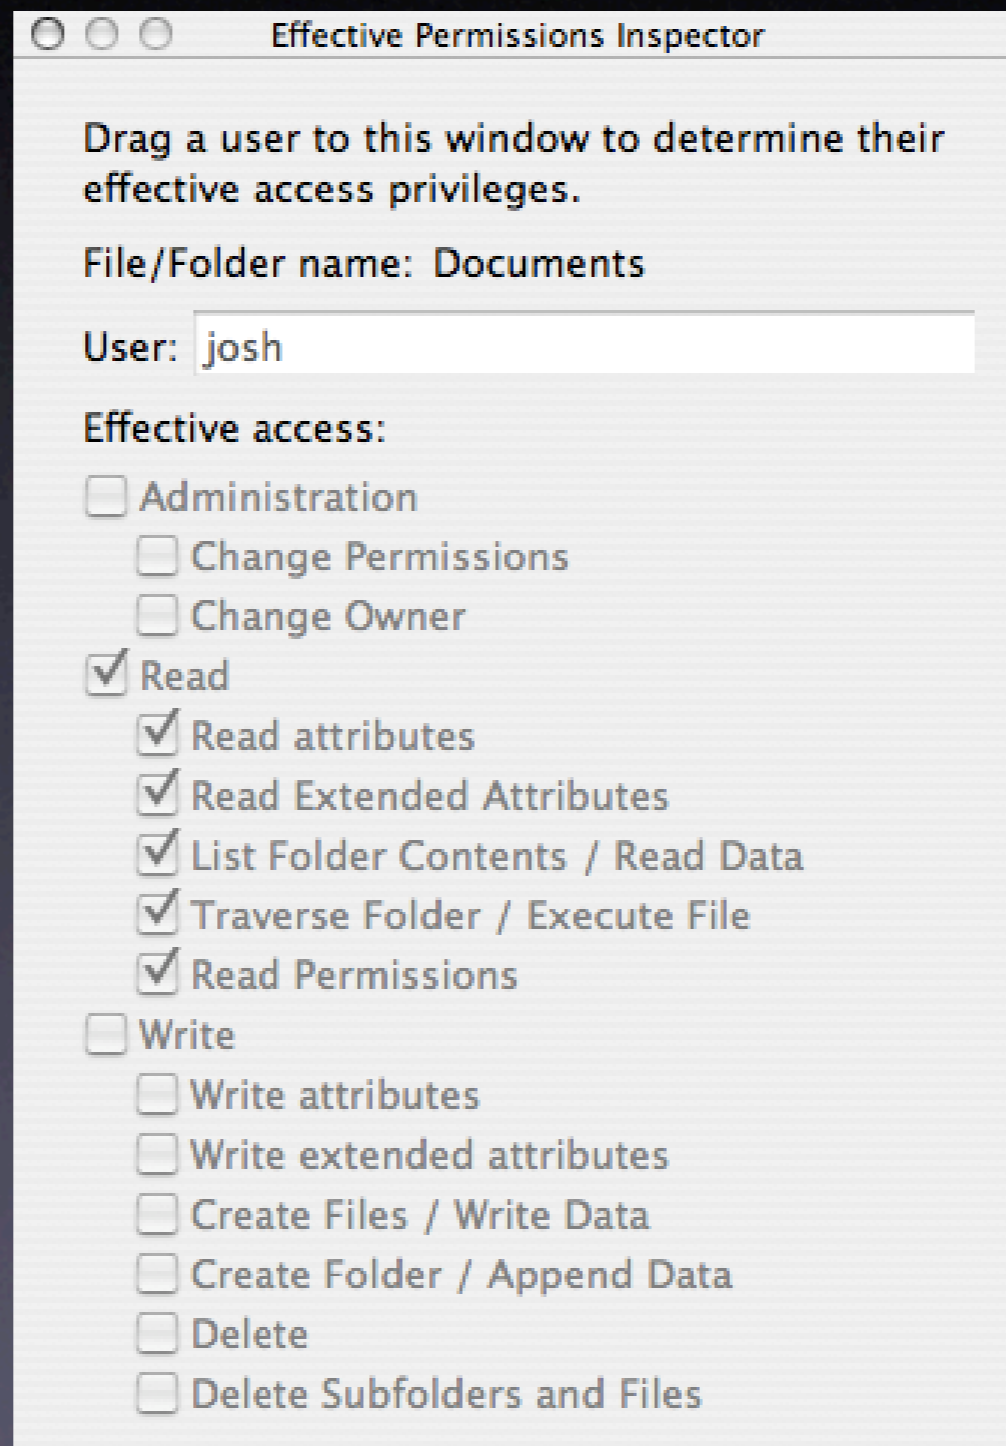 Effective Permissions Inspector
Drag a user to this window to determine their
effective access privileges.
File/Folder name: Documents
User: josh
Effective access:
Administration
Change Permissions
Change Owner
Read
Read attributes
Read Extended Attributes
List Folder Contents / Read Data
Traverse Folder / Execute File
Read Permissions
Write
Write attributes
Write extended attributes
Create Files / Write Data
Create Folder / Append Data
Delete
Delete Subfolders and Files